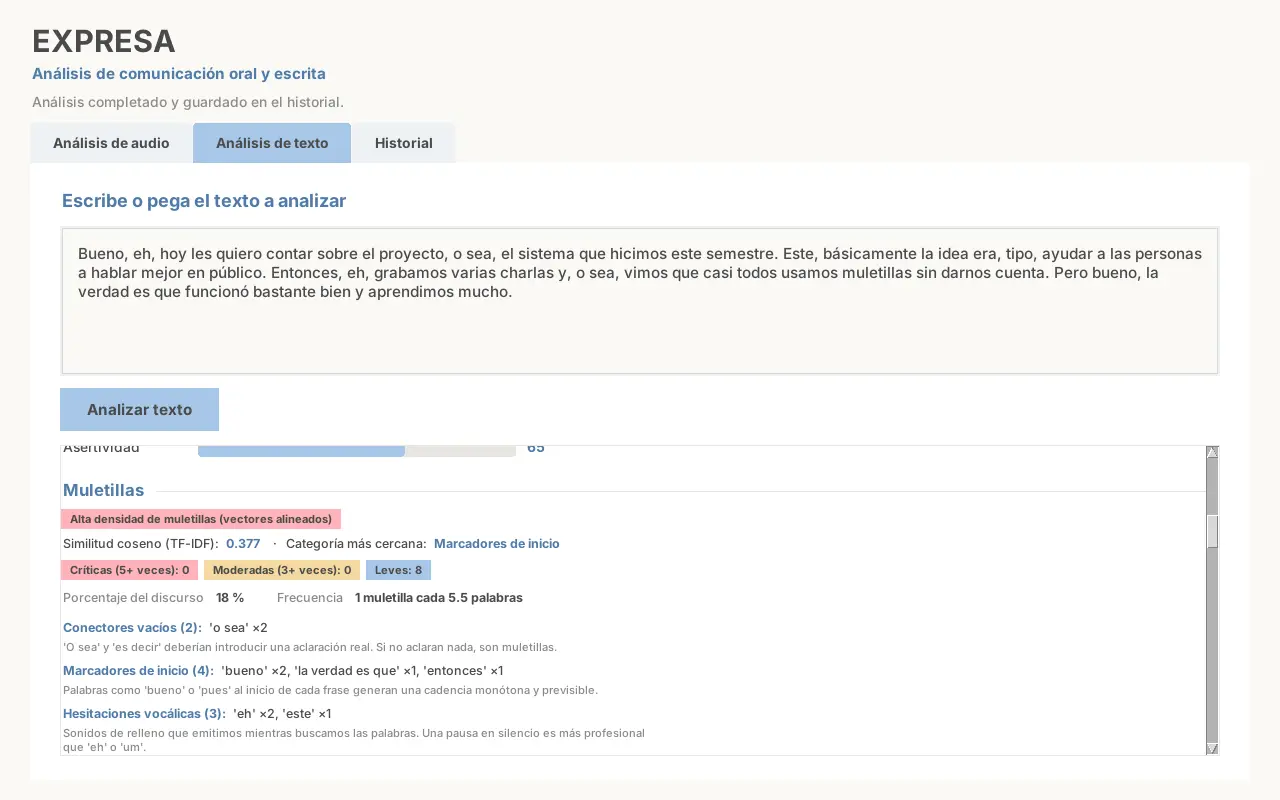 EXPRESA
Análisis de comunicación oral y escrita
Análisis completado y guardado en el historial.
Análisis de audio
Análisis de texto
Historial
Escribe o pega el texto a analizar
Bueno, eh, hoy les quiero contar sobre el proyecto, o sea, el sistema que hicimos este semestre. Este, básicamente la idea era, tipo, ayudar a las personas
a hablar mejor en público. Entonces, eh, grabamos varias charlas y, o sea, vimos que casi todos usamos muletillas sin darnos cuenta. Pero bueno, la
verdad es que funcionó bastante bien y aprendimos mucho.
Analizar texto
Asertividad 65
Muletillas
Alta densidad de muletillas (vectores alineados)
Similitud coseno (TF-IDF): 0.377 · Categoría más cercana: Marcadores de inicio
Críticas (5+ veces): 0 Moderadas (3+ veces): 0 Leves: 8
Porcentaje del discurso 18 % Frecuencia 1 muletilla cada 5.5 palabras
Conectores vacíos (2): 'o sea' ×2
'O sea' y 'es decir' deberían introducir una aclaración real. Si no aclaran nada, son muletillas.
Marcadores de inicio (4): 'bueno' ×2, 'la verdad es que' ×1, 'entonces' ×1
Palabras como 'bueno' o 'pues' al inicio de cada frase generan una cadencia monótona y previsible.
Hesitaciones vocálicas (3): 'eh' ×2, 'este' ×1
Sonidos de relleno que emitimos mientras buscamos las palabras. Una pausa en silencio es más profesional
que 'eh' o 'um'.